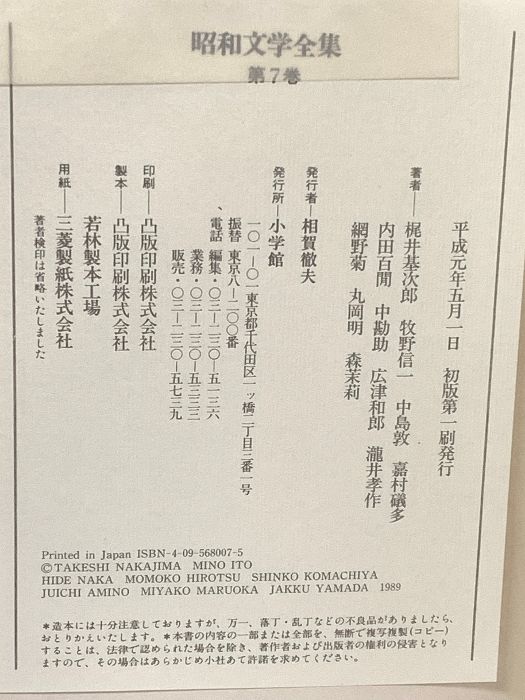 昭和文学全集
第7巻
平成元年五月一日　初版第一刷発行
著者―梶井基次郎　牧野信一　中島敦　嘉村礒多
内田百閒　中勘助　広津和郎　瀧井孝作
網野菊　丸岡明　森茉莉
発行者―相賀徹夫
発行所―小学館
一〇一-〇一東京都千代田区一ッ橋二丁目三番一号
振替　東京八-二〇〇番
電話　編集・〇三-二三〇-五一三六
業務・〇三-二三〇-五三三三
販売・〇三-二三〇-五七三九
印刷―凸版印刷株式会社
製本―凸版印刷株式会社
若林製本工場
用紙―三菱製紙株式会社
著者検印は省略いたしました
Printed in Japan ISBN-4-09-568007-5
©TAKESHI NAKAJIMA MINO ITO
HIDE NAKA MOMOKO HIROTSU SHINKO KOMACHIYA
JUICHI AMINO MIYAKO MARUOKA JAKKU YAMADA 1989
＊造本には十分注意しておりますが、万一、落丁・乱丁などの不良品がありましたら、
おとりかえいたします。＊本書の内容の一部または全部を、無断で複写複製(コピー)
することは、法律で認められた場合を除き、著作者および出版者の権利の侵害となり
ますので、その場合はあらかじめ小社あて許諾を求めてください。